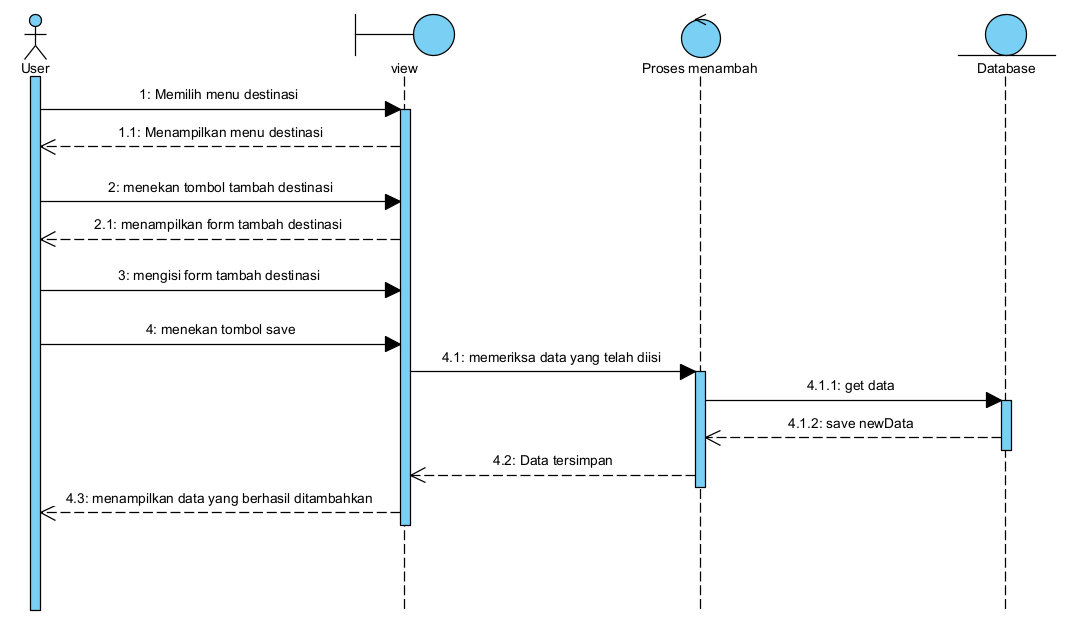 User
view
Proses menambah
Database
1: Memilih menu destinasi
1.1: Menampilkan menu destinasi
2: menekan tombol tambah destinasi
2.1: menampilkan form tambah destinasi
3: mengisi form tambah destinasi
4: menekan tombol save
4.1: memeriksa data yang telah diisi
4.1.1: get data
4.1.2: save newData
4.2: Data tersimpan
4.3: menampilkan data yang berhasil ditambahkan